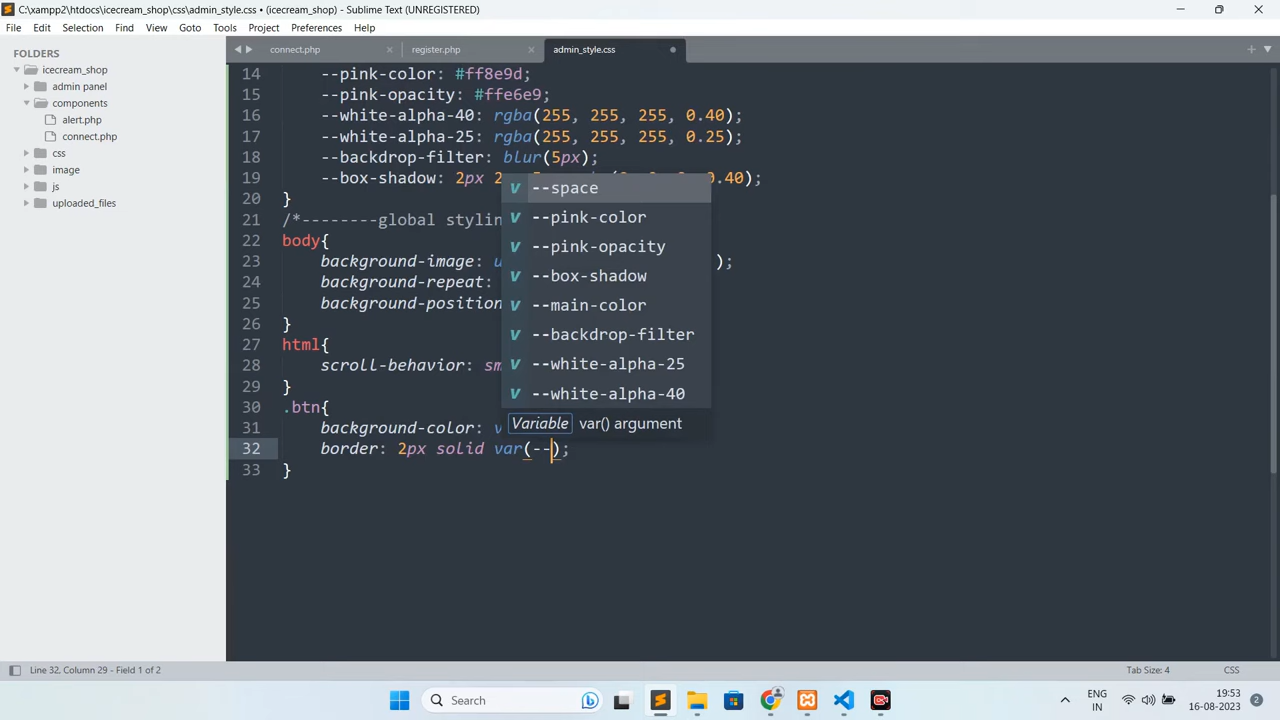 C:\xampp2\htdocs\icecream_shop\css\admin_style.css • (icecream_shop) - Sublime Text (UNREGISTERED)
File Edit Selection Find View Goto Tools Project Preferences Help
FOLDERS
icecream_shop
admin panel
components
alert.php
connect.php
css
image
js
uploaded_files
connect.php
register.php
admin_style.css
14 --pink-color: #ff8e9d;
15 --pink-opacity: #ffe6e9;
16 --white-alpha-40: rgba(255, 255, 255, 0.40);
17 --white-alpha-25: rgba(255, 255, 255, 0.25);
18 --backdrop-filter: blur(5px);
19 --box-shadow: 2px 0.40);
20 }
21 /*--------global
22 body{
23 background-image: );
24 background-repeat:
25 background-position
26 }
27 html{
28 scroll-behavior:
29 }
30 .btn{
31 background-color:
32 border: 2px solid var(--);
33 }
v --space
v --pink-color
v --pink-opacity
v --box-shadow
v --main-color
v --backdrop-filter
v --white-alpha-25
v --white-alpha-40
Variable var() argument
Line 32, Column 29 - Field 1 of 2
Tab Size: 4
CSS
Search
ENG
IN
19:53
16-08-2023
2